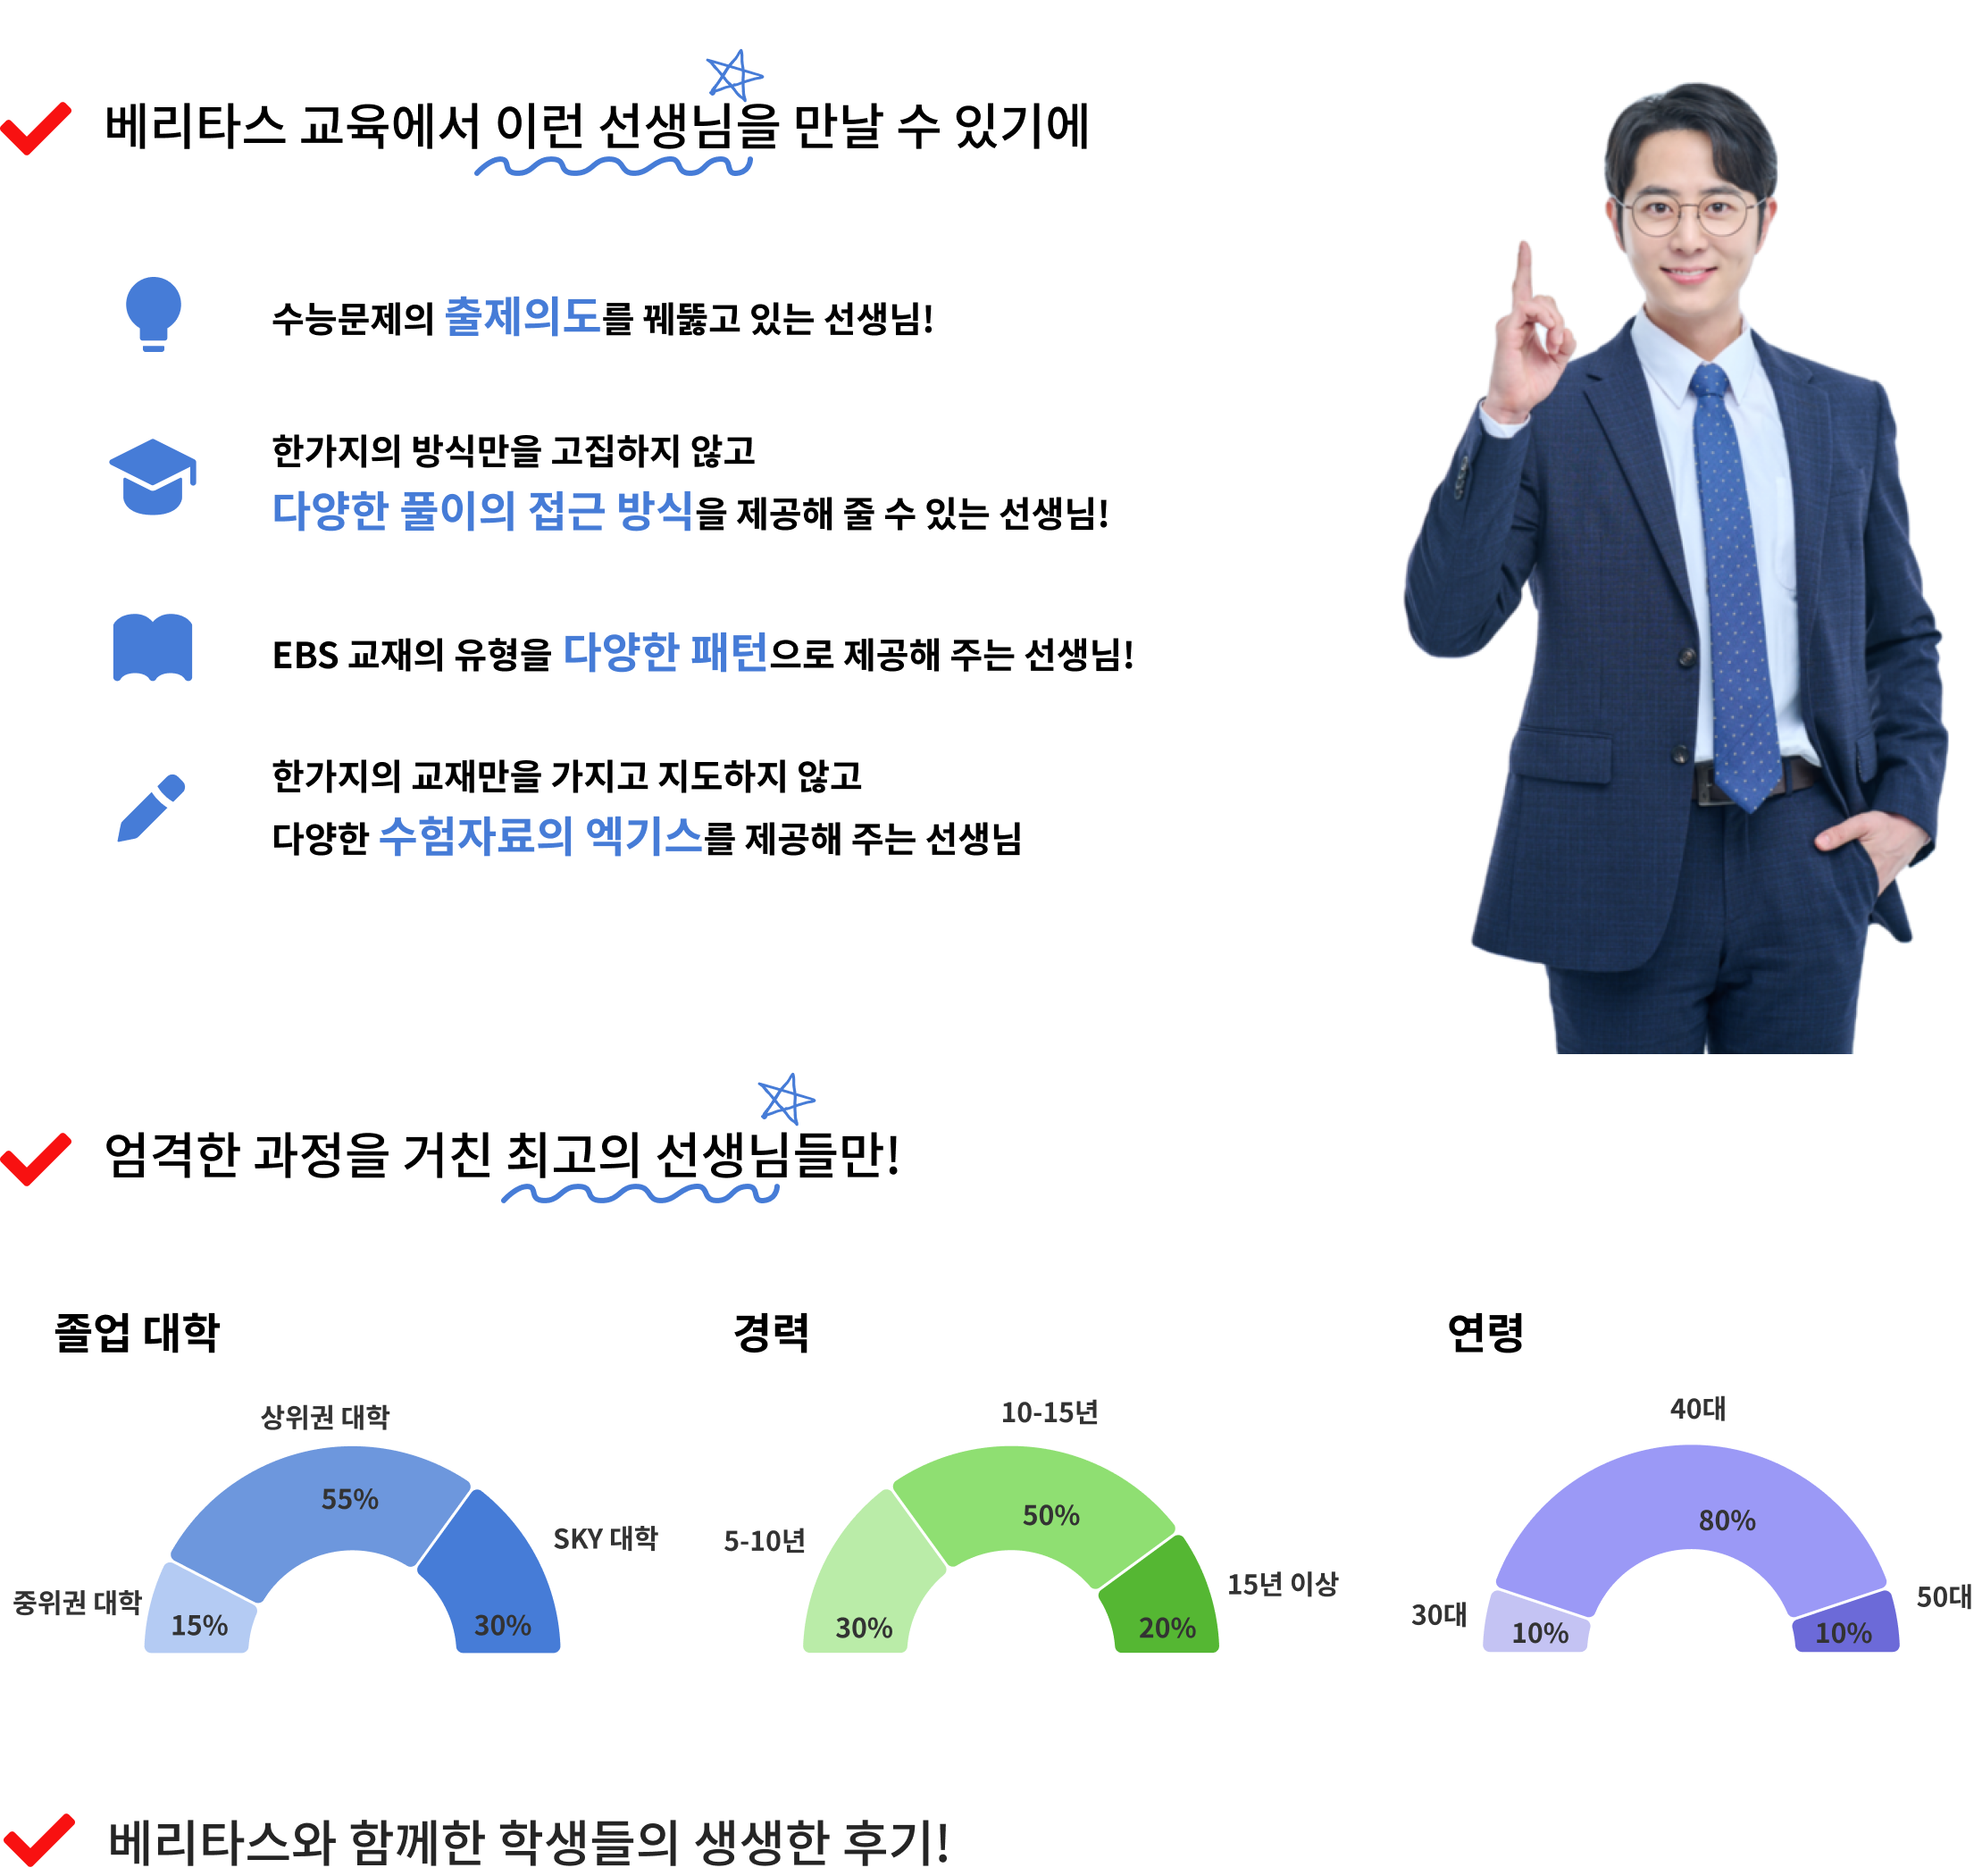 베리타스 교육에서 이런 선생님을 만날 수 있기에
수능문제의 출제의도를 꿰뚫고 있는 선생님!
한가지의 방식만을 고집하지 않고
다양한 풀이의 접근 방식을 제공해 줄 수 있는 선생님!
EBS 교재의 유형을 다양한 패턴으로 제공해 주는 선생님!
한가지의 교재만을 가지고 지도하지 않고
다양한 수험자료의 엑기스를 제공해 주는 선생님
엄격한 과정을 거친 최고의 선생님들만!
졸업 대학
상위권 대학
55%
SKY 대학
중위권 대학
15%
30%
경력
10-15년
50%
5-10년
15년 이상
30%
20%
연령
40대
80%
30대
50대
10%
10%
베리타스와 함께한 학생들의 생생한 후기!